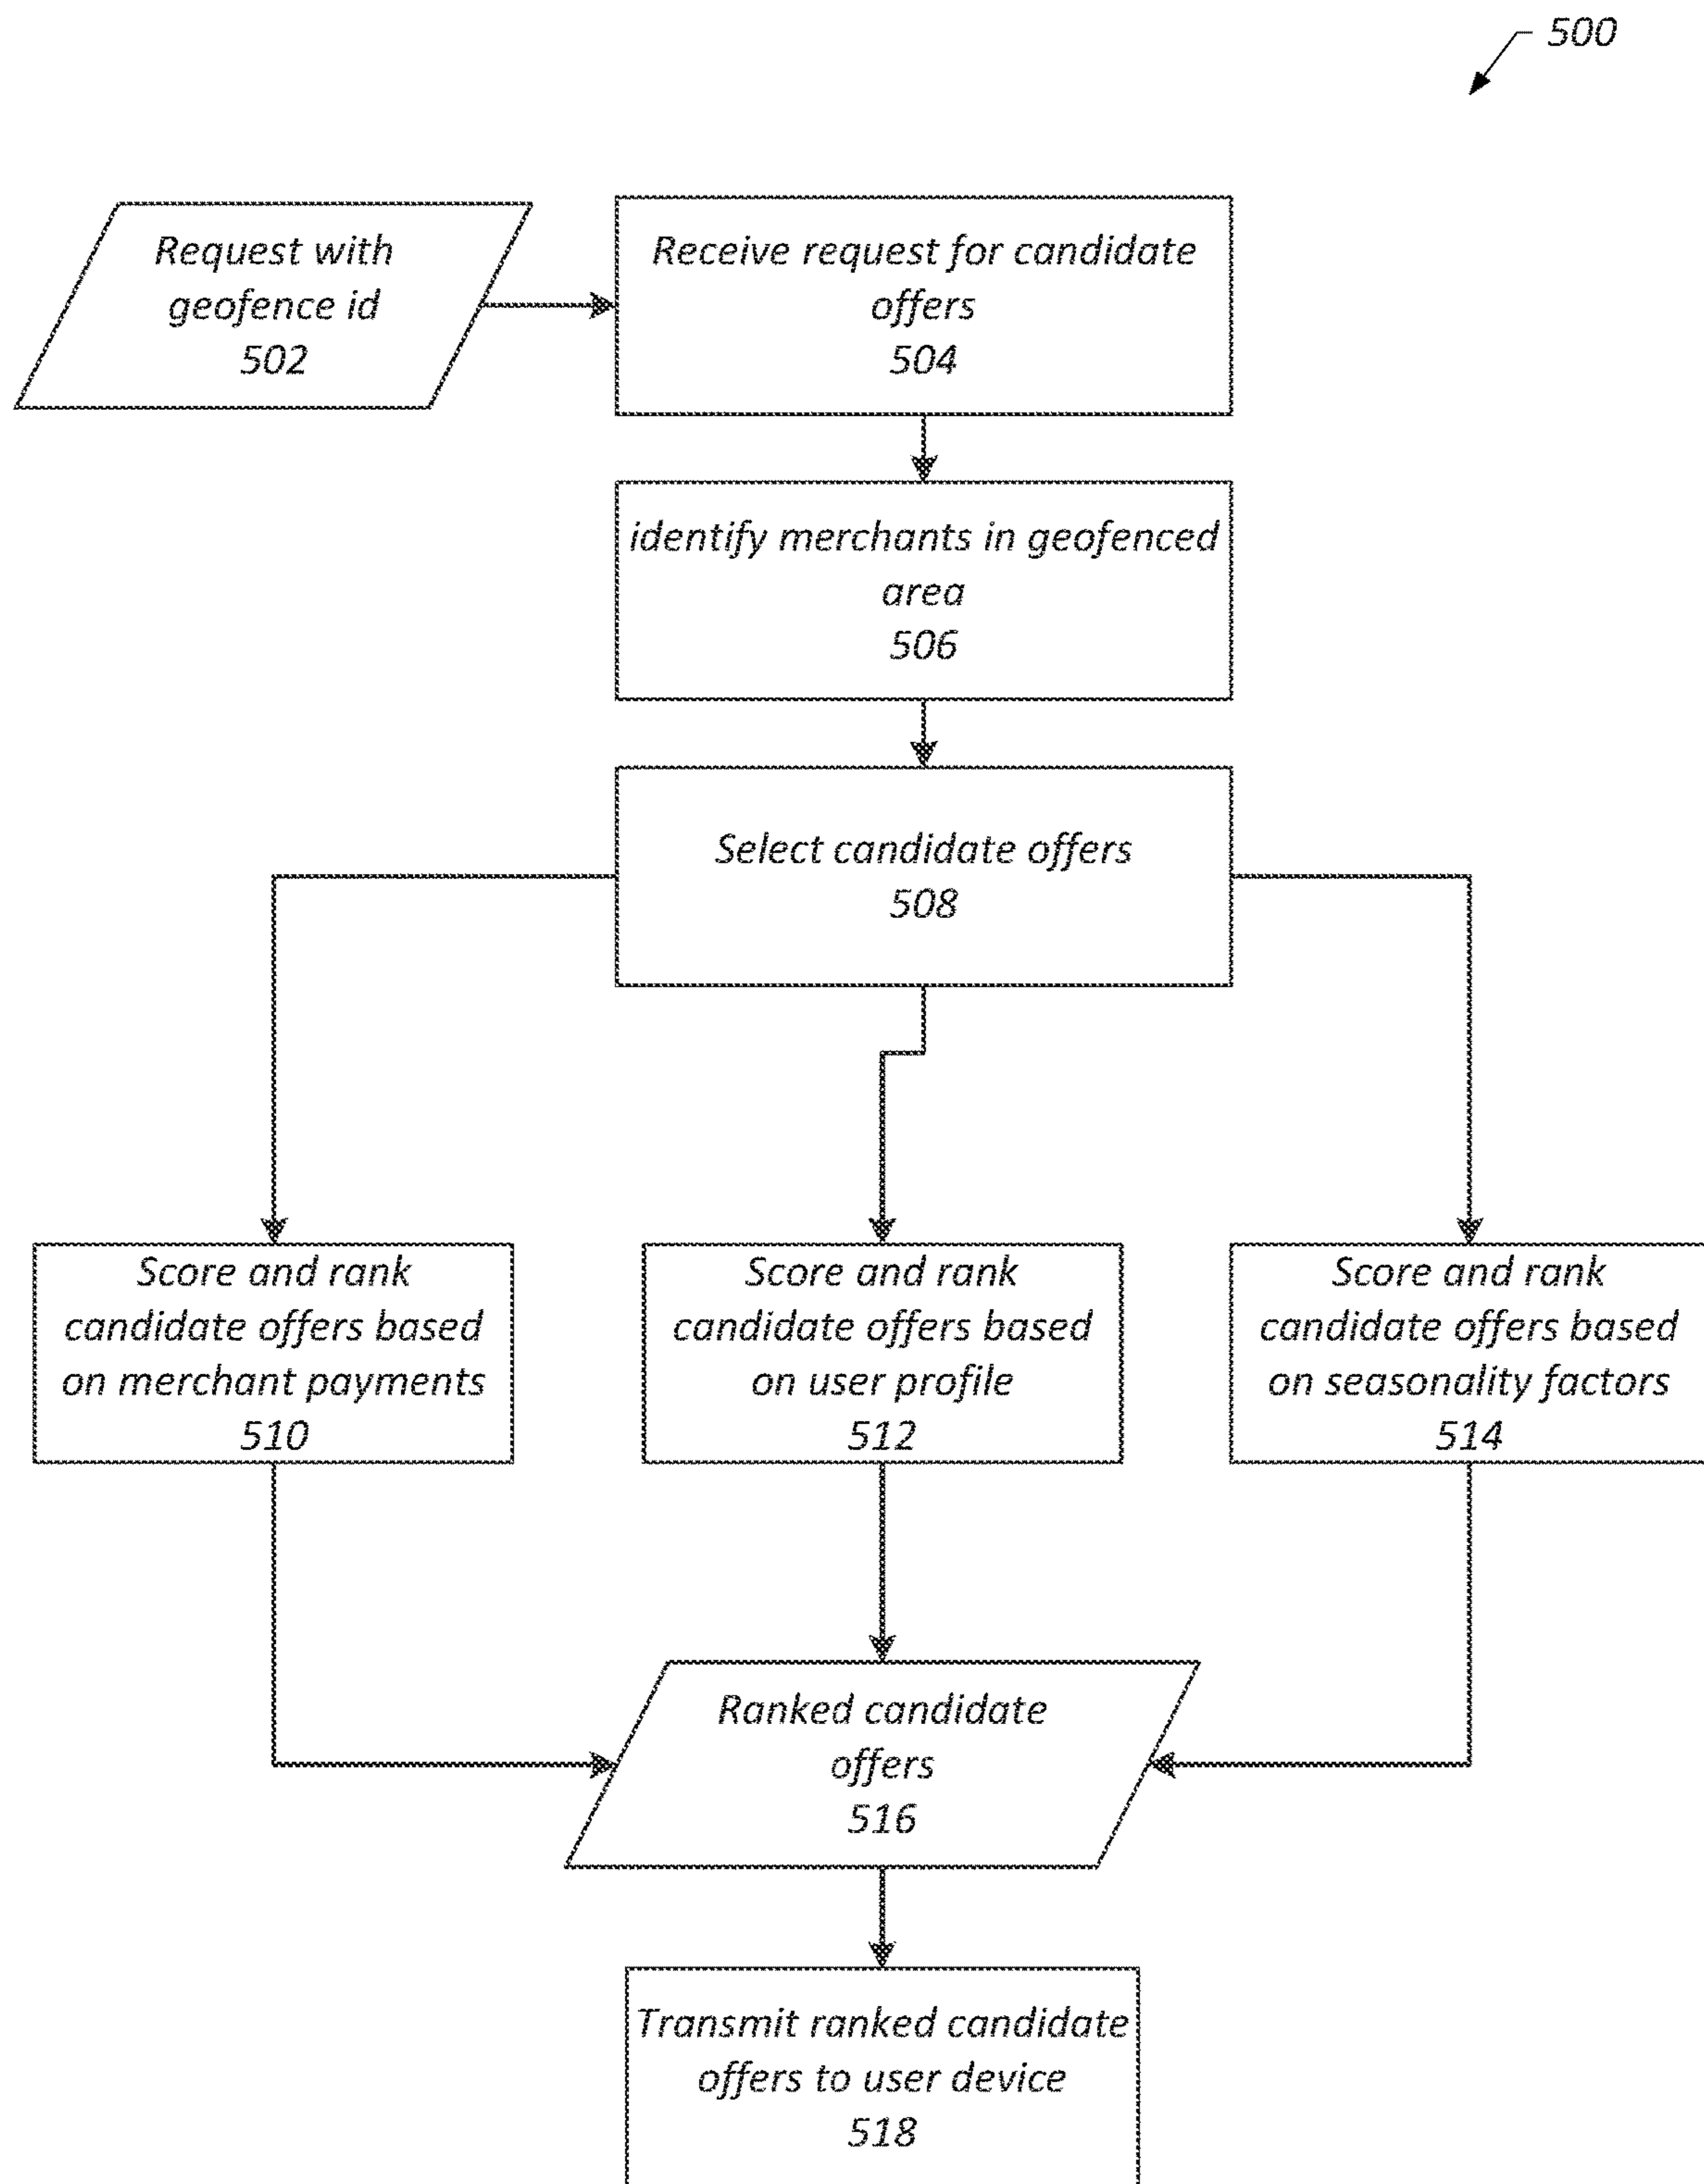 500
Request with
geofence id
502
Receive request for candidate
offers
504
identify merchants in geofenced
area
506
Select candidate offers
508
Score and rank
candidate offers based
on merchant payments
510
Score and rank
candidate offers based
on user profile
512
Score and rank
candidate offers based
on seasonality factors
514
Ranked candidate
offers
516
Transmit ranked candidate
offers to user device
518